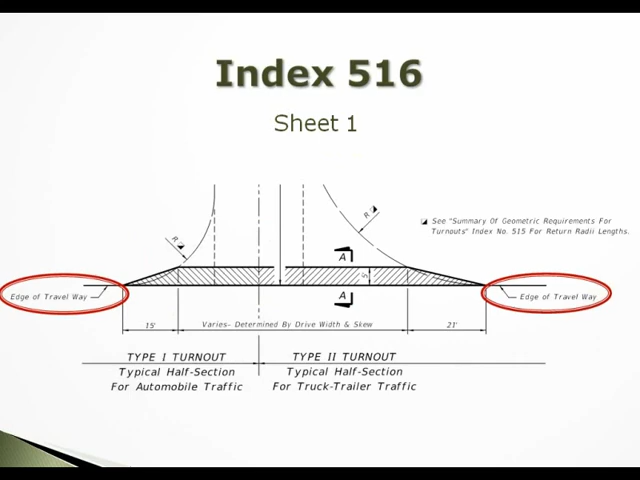 Index 516
Sheet 1
R
R
See "Summary Of Geometric Requirements For
Turnouts" Index No. 515 For Return Radii Lengths.
A
5'
A
Edge of Travel Way
Edge of Travel Way
15'
Varies- Determined By Drive Width & Skew
21'
TYPE I TURNOUT
Typical Half-Section
For Automobile Traffic
TYPE II TURNOUT
Typical Half-Section
For Truck-Trailer Traffic